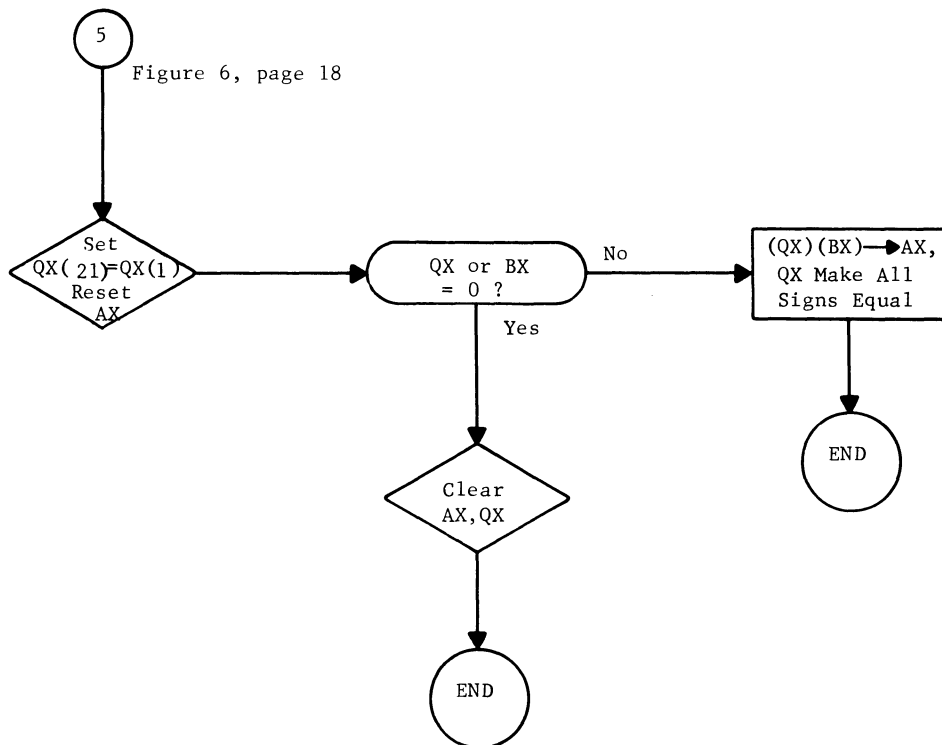 5
Figure 6, page 18
Set
QX( 21)=QX(1)
Reset
AX
QX or BX
= 0 ?
No
(QX)(BX)→AX,
QX Make All
Signs Equal
Yes
END
Clear
AX,QX
END